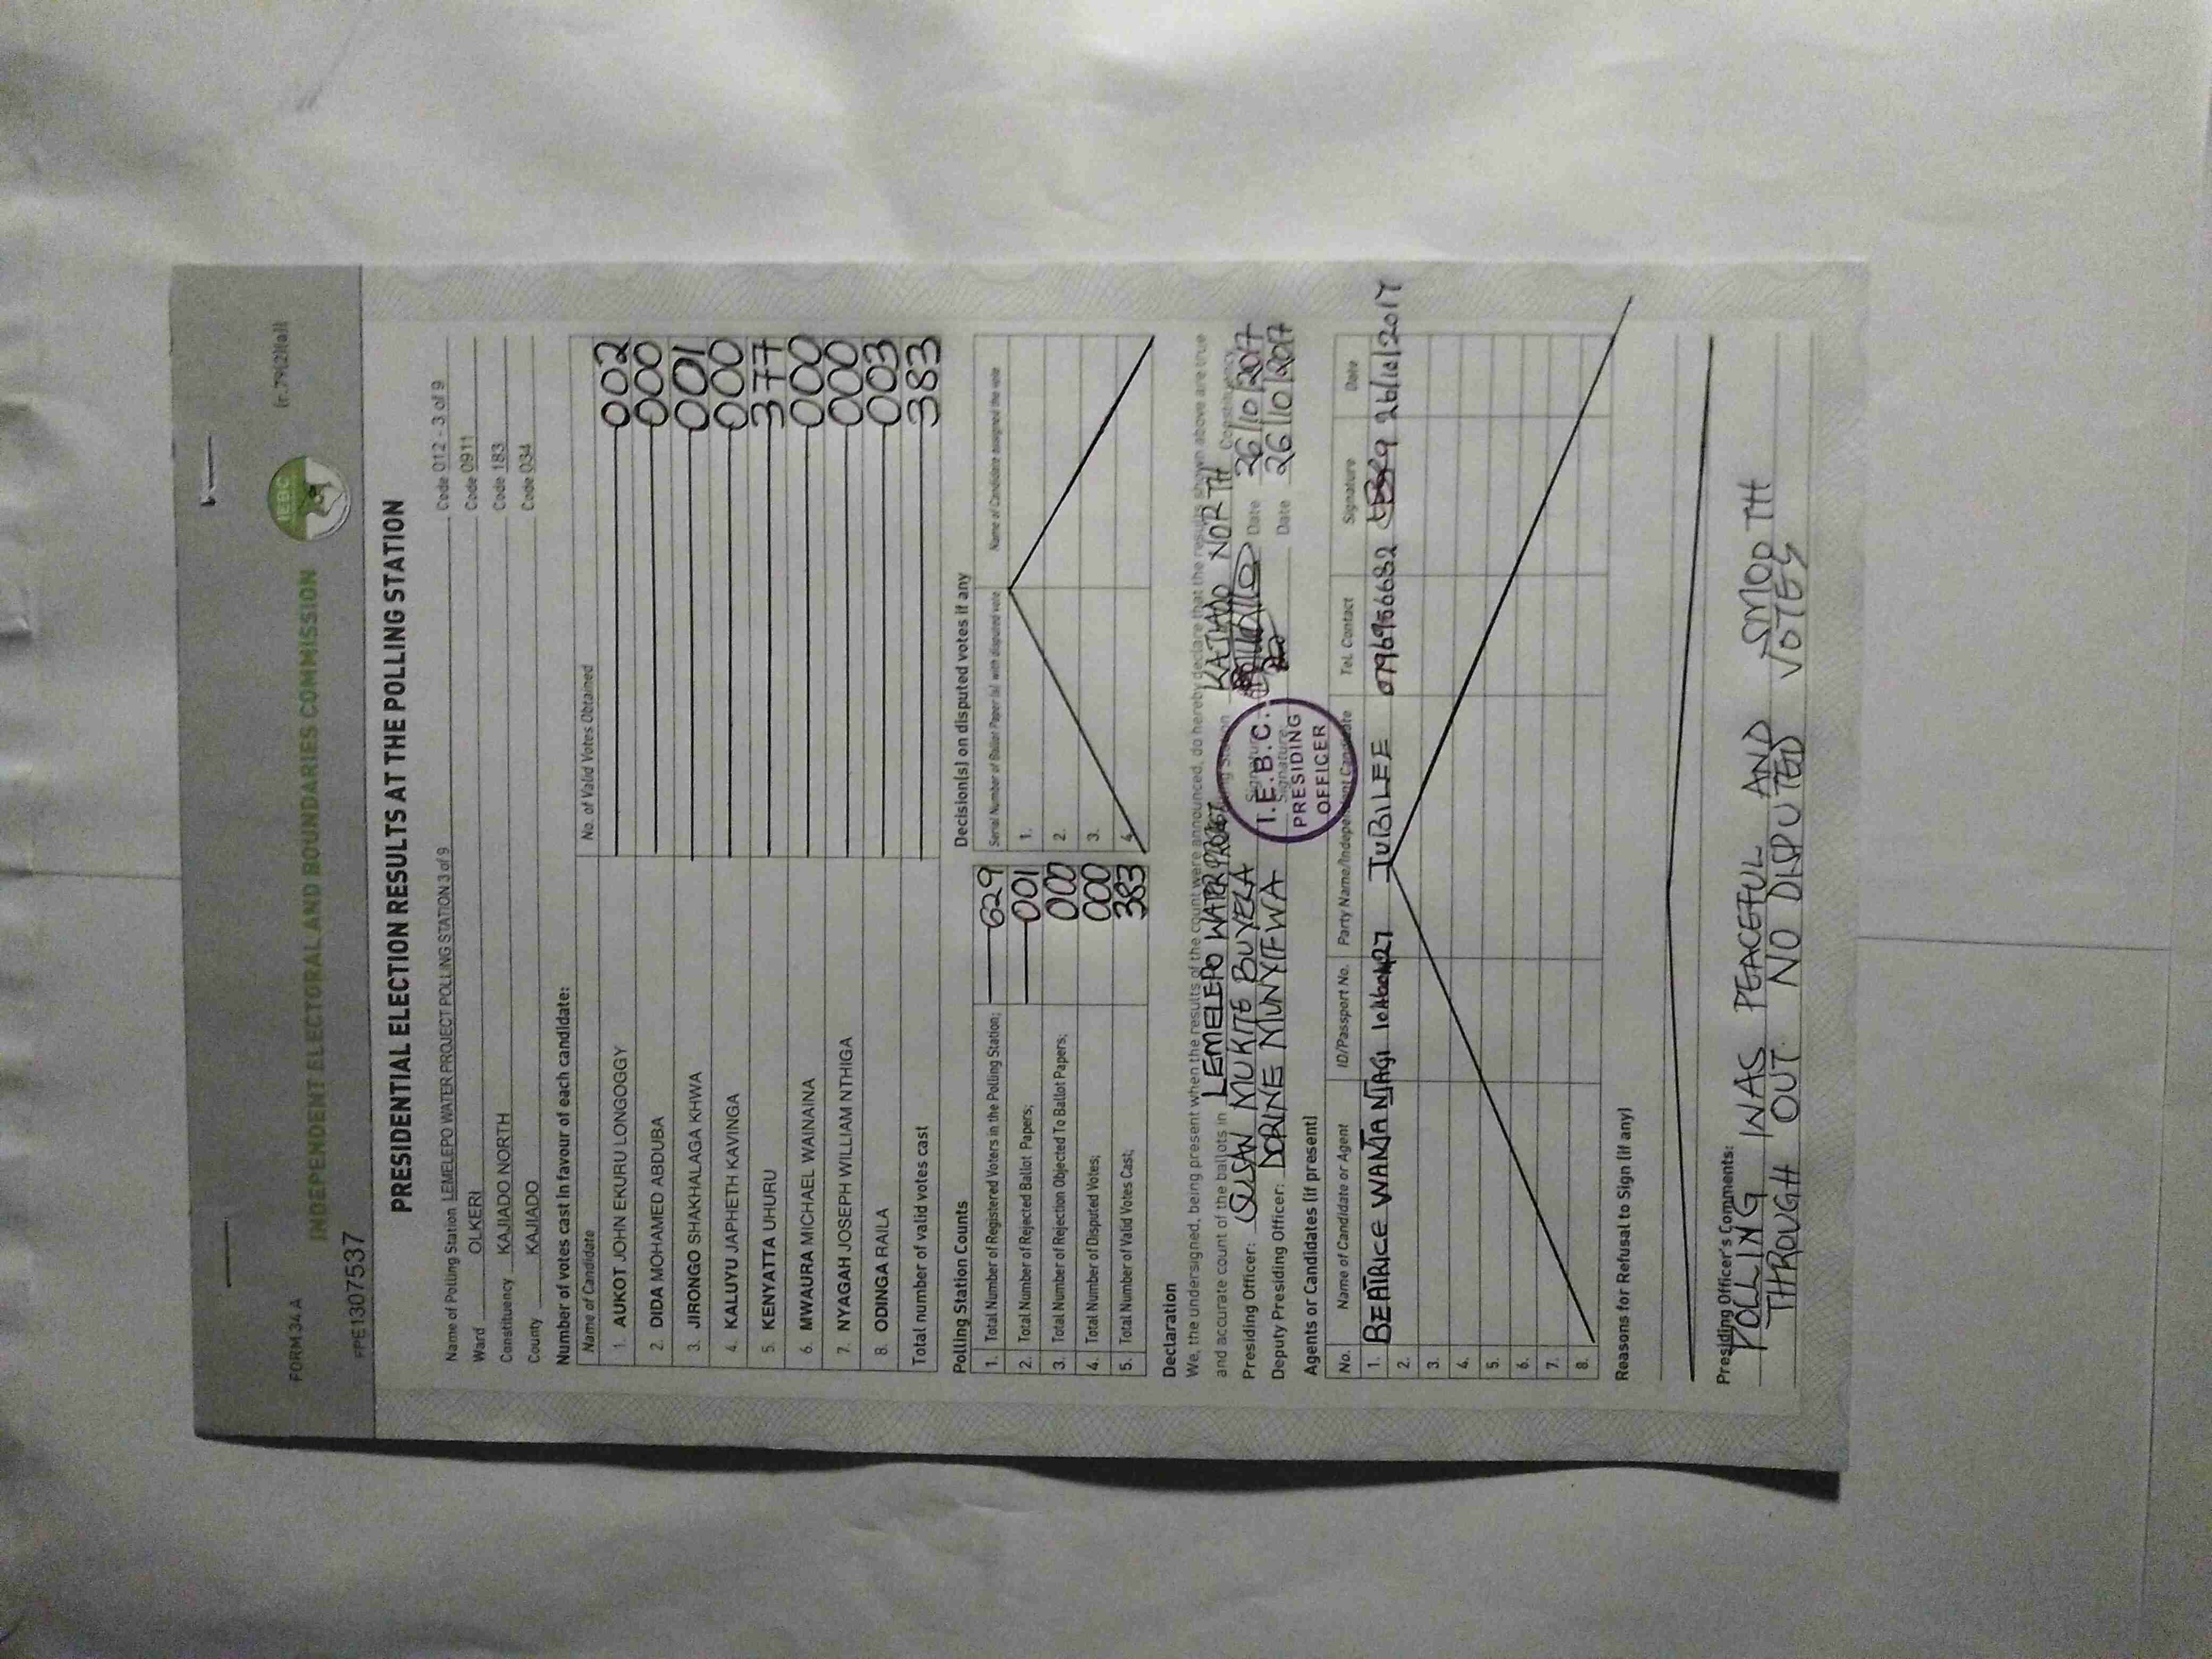 FORM 34 A
(r.79(2)(a))
INDEPENDENT ELECTORAL AND BOUNDARIES COMMISSION
IEBC
FPE1307537
PRESIDENTIAL ELECTION RESULTS AT THE POLLING STATION
Name of Polling Station LEMELEPO WATER PROJECT POLLING STATION 3 of 9 Code 012 - 3 of 9
Ward OLKERI Code 0911
Constituency KAJIADO NORTH Code 183
County KAJIADO Code 034
Number of votes cast in favour of each candidate:
Name of Candidate No. of Valid Votes Obtained
1. AUKOT JOHN EKURU LONGOGGY 002
2. DIDA MOHAMED ABDUBA 000
3. JIRONGO SHAKHALAGA KHWA 001
4. KALUYU JAPHETH KAVINGA 000
5. KENYATTA UHURU 377
6. MWAURA MICHAEL WAINAINA 000
7. NYAGAH JOSEPH WILLIAM NTHIGA 000
8. ODINGA RAILA 003
Total number of valid votes cast 383
Polling Station Counts Decision(s) on disputed votes if any
1. Total Number of Registered Voters in the Polling Station; 629 Serial Number of Ballot Paper (s) with disputed vote Name of Candidate assigned the vote
2. Total Number of Rejected Ballot Papers; 001 1.
3. Total Number of Rejection Objected To Ballot Papers; 000 2.
4. Total Number of Disputed Votes; 000 3.
5. Total Number of Valid Votes Cast; 383 4.
Declaration
We, the undersigned, being present when the results of the count were announced, do hereby declare that the results shown above are true
and accurate count of the ballots in LEMELEPO WATER PROJECT Polling Station KAJIADO NORTH Constituency
Presiding Officer: SUSAN MUKITE BUYELA Signature Date 26/10/2017
Deputy Presiding Officer: DORINE MUNYIFWA Signature Date 26/10/2017
I.E.B.C.
PRESIDING
OFFICER
Agents or Candidates (if present)
No. Name of Candidate or Agent ID/Passport No. Party Name/Independent Candidate Tel. Contact Signature Date
1. BEATRICE WANJA NJAGI JUBILEE 26/10/2017
2.
3.
4.
5.
6.
7.
8.
Reasons for Refusal to Sign (if any)
Presiding Officer's Comments:
POLLING WAS PEACEFUL AND SMOOTH
THROUGH OUT. NO DISPUTED VOTES